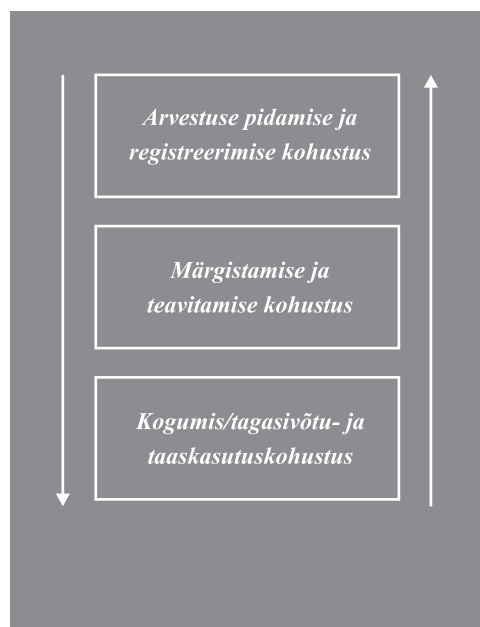 Arvestuse pidamise ja
registreerimise kohustus
Märgistamise ja
teavitamise kohustus
Kogumis/tagasivõtu- ja
taaskasutuskohustus